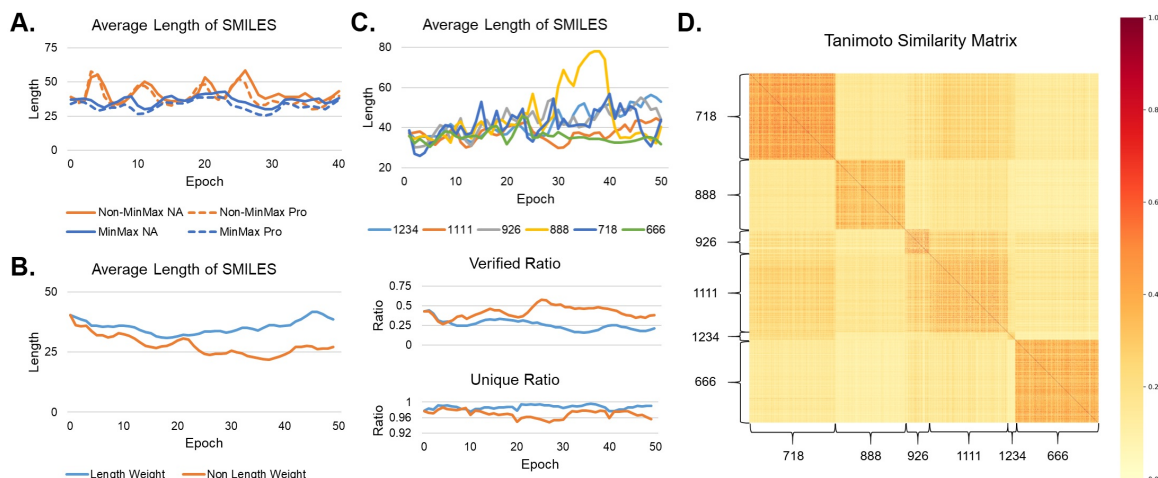 A.
Average Length of SMILES
75
50
25
0
Length
0 10 20 30 40
Epoch
Non-MinMax NA Non-MinMax Pro
MinMax NA MinMax Pro
B.
Average Length of SMILES
50
25
0
Length
0 10 20 30 40 50
Epoch
Length Weight Non Length Weight
C.
Average Length of SMILES
80
60
40
20
Length
0 10 20 30 40 50
Epoch
1234 1111 926 888 718 666
Verified Ratio
0.75
0.5
0.25
0
Ratio
0 10 20 30 40 50
Unique Ratio
1
0.96
0.92
Ratio
0 10 20 30 40 50
Epoch
D.
Tanimoto Similarity Matrix
718
888
926
1111
1234
666
718 888 926 1111 1234 666
1.0
0.8
0.6
0.4
0.2
0.0